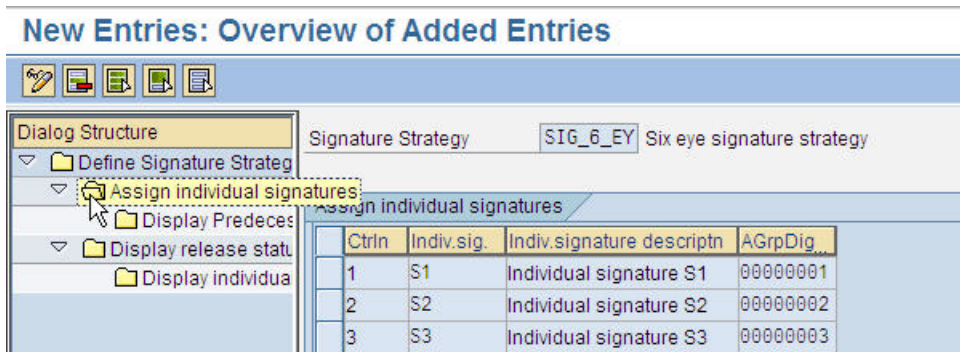 New Entries: Overview of Added Entries
Dialog Structure
Define Signature Strateg
Assign individual signatures
Display Predeces
Display release statu
Display individua
Signature Strategy SIG_6_EY Six eye signature strategy
Assign individual signatures
CtrIn Indiv.sig. Indiv.signature descriptn AGrpDig...
1 S1 Individual signature S1 00000001
2 S2 Individual signature S2 00000002
3 S3 Individual signature S3 00000003